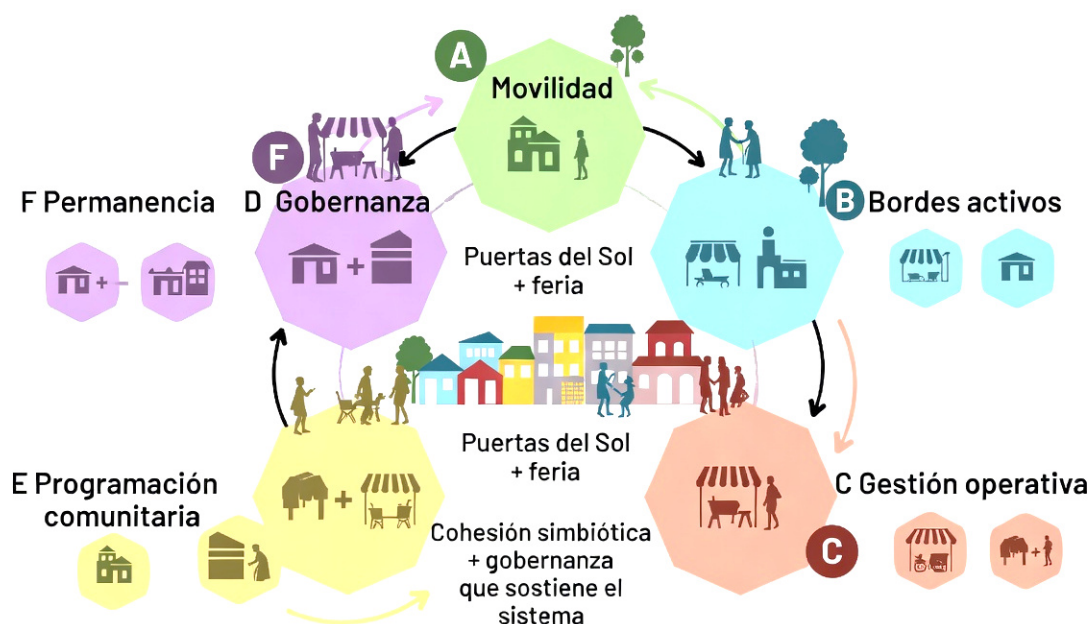 A
Movilidad
F
F Permanencia
D Gobernanza
B
Bordes activos
Puertas del Sol
+ feria
Puertas del Sol
+ feria
E Programación
comunitaria
C Gestión operativa
C
Cohesión simbiótica
+ gobernanza
que sostiene el
sistema